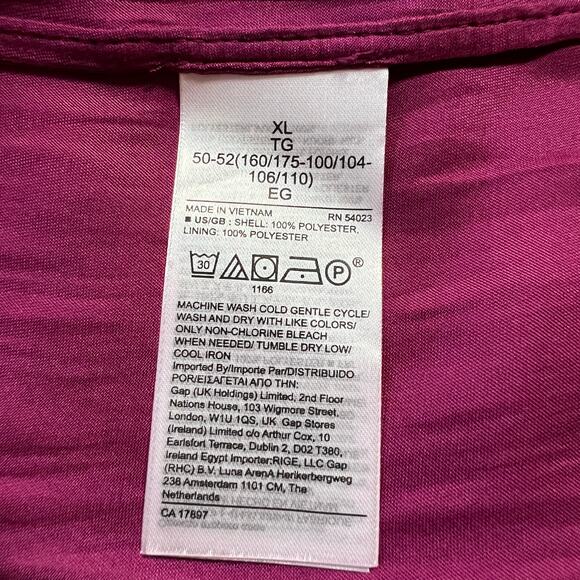 XL
TG
50-52(160/175-100/104-
106/110)
EG
MADE IN VIETNAM RN 54023
■ US/GB : SHELL: 100% POLYESTER,
LINING: 100% POLYESTER
30 P ®
1166
MACHINE WASH COLD GENTLE CYCLE/
WASH AND DRY WITH LIKE COLORS/
ONLY NON-CHLORINE BLEACH
WHEN NEEDED/ TUMBLE DRY LOW/
COOL IRON
Imported By/Importe Par/DISTRIBUIDO
POR/ΕΙΣΑΓΕΤΑΙ ΑΠΟ ΤΗΝ:
Gap (UK Holdings) Limited, 2nd Floor
Nations House, 103 Wigmore Street,
London, W1U 1QS, UK Gap Stores
(Ireland) Limited c/o Arthur Cox, 10
Earlsfort Terrace, Dublin 2, D02 T380,
Ireland Egypt Importer:RIGE, LLC Gap
(RHC) B.V. Luna ArenA Herikerbergweg
238 Amsterdam 1101 CM, The
Netherlands
CA 17897